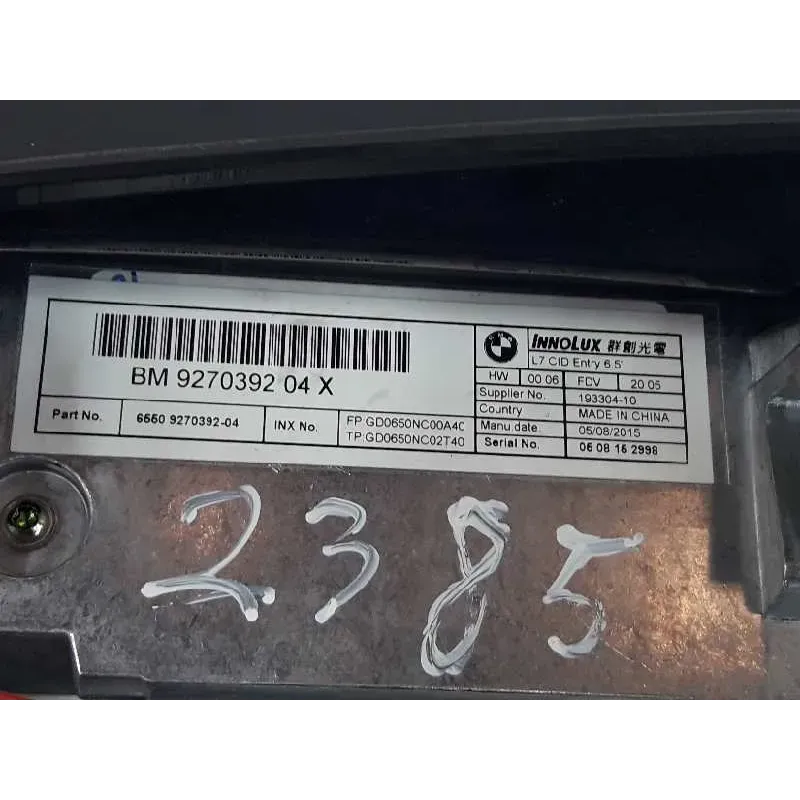 BM 9270392 04 X
Part No. 6550 9270392-04 INX No. FP:GD0650NC00A40
TP:GD0650NC02T40
INNOLUX 群創光電
L7 CID Entry 6.5'
HW 00 06 FCV 20 05
Supplier No. 193304-10
Country MADE IN CHINA
Manu.date. 05/08/2015
Serial No. 05 08 15 2998
2385